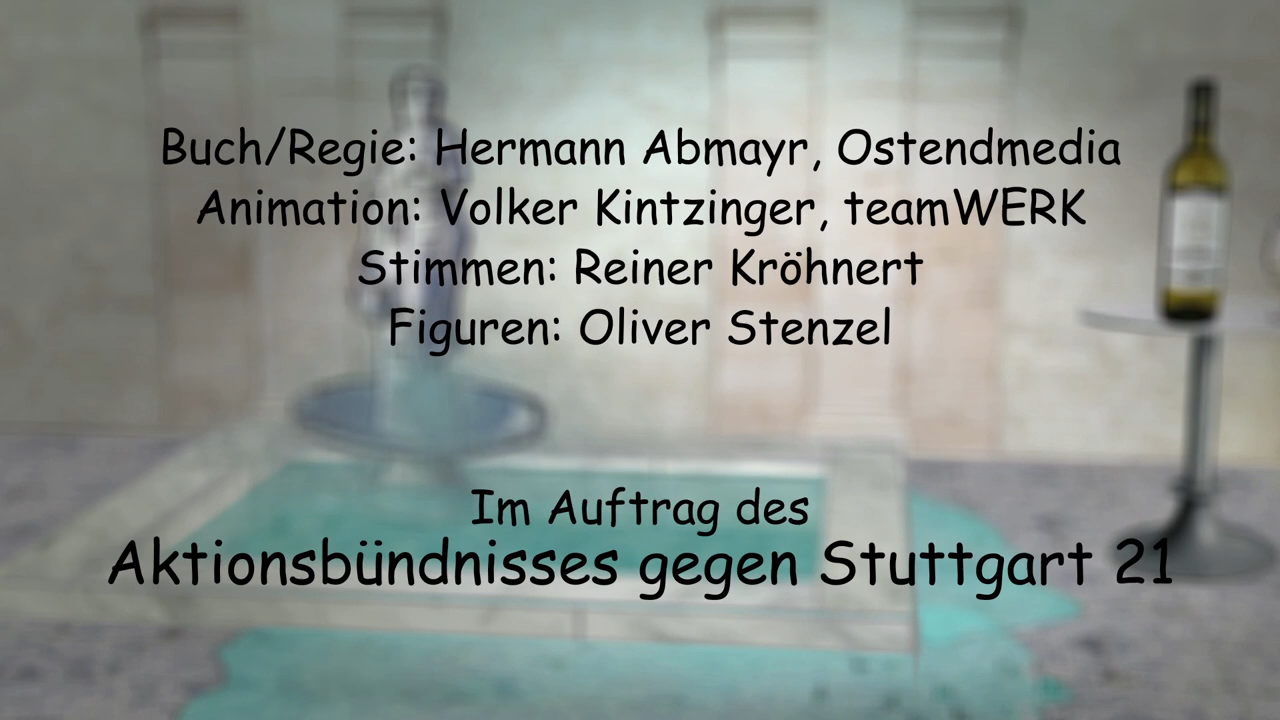 Buch/Regie: Hermann Abmayr, Ostendmedia
Animation: Volker Kintzinger, teamWERK
Stimmen: Reiner Kröhnert
Figuren: Oliver Stenzel
Im Auftrag des
Aktionsbündnisses gegen Stuttgart 21